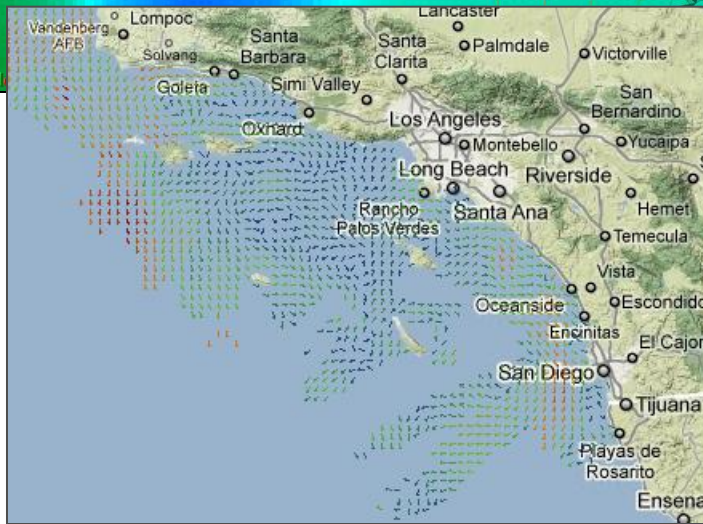 Lancaster
Lompoc
Vandenberg
AFB
Solvang
Santa
Barbara
Santa
Clarita
Palmdale
Victorville
Goleta
Simi Valley
San
Bernardino
Oxnard
Los Angeles
Montebello
Yucaipa
Long Beach
Riverside
Rancho
Palos Verdes
Santa Ana
Hemet
Temecula
Vista
Oceanside
Escondido
Encinitas
El Cajon
San Diego
Tijuana
Playas de
Rosarito
Ensena